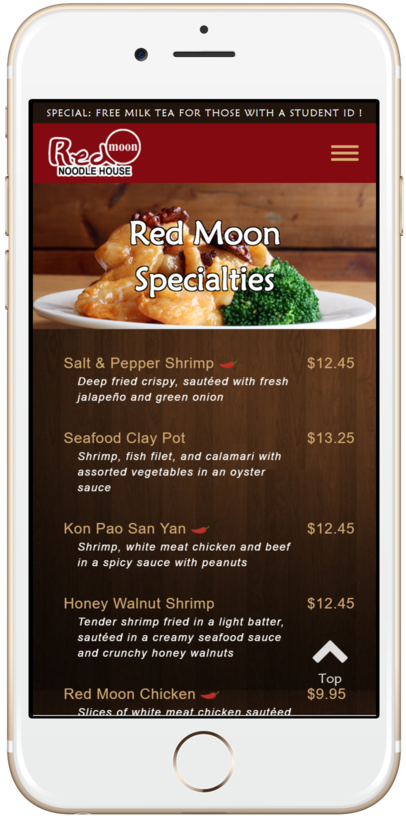 SPECIAL: FREE MILK TEA FOR THOSE WITH A STUDENT ID !
Red moon
NOODLE HOUSE
Red Moon
Specialties
Salt & Pepper Shrimp $12.45
Deep fried crispy, sautéed with fresh
jalapeño and green onion
Seafood Clay Pot $13.25
Shrimp, fish filet, and calamari with
assorted vegetables in an oyster
sauce
Kon Pao San Yan $12.45
Shrimp, white meat chicken and beef
in a spicy sauce with peanuts
Honey Walnut Shrimp $12.45
Tender shrimp fried in a light batter,
sautéed in a creamy seafood sauce
and crunchy honey walnuts
Top
Red Moon Chicken $9.95
Slices of white meat chicken sautéed